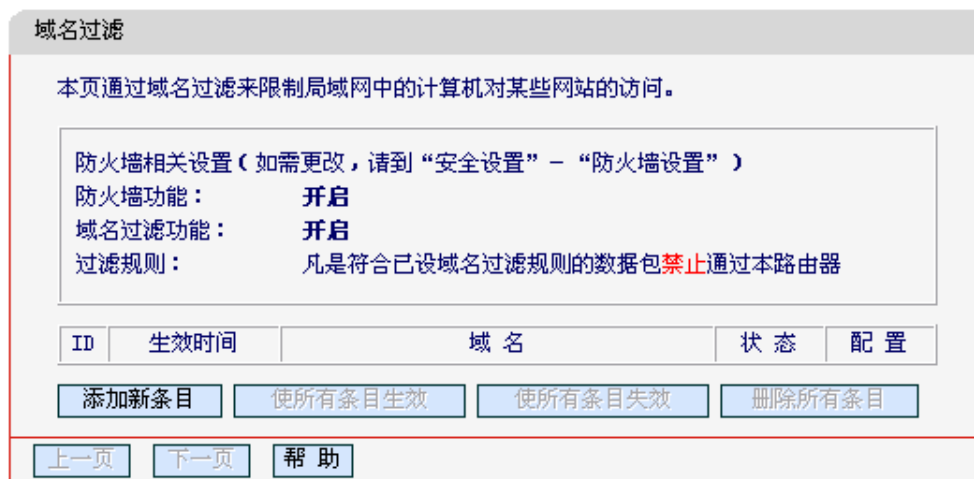 域名过滤
本页通过域名过滤来限制局域网中的计算机对某些网站的访问。
防火墙相关设置(如需更改,请到“安全设置”-“防火墙设置”)
防火墙功能: 开启
域名过滤功能: 开启
过滤规则: 凡是符合已设域名过滤规则的数据包禁止通过本路由器
ID 生效时间 域 名 状 态 配 置
添加新条目 使所有条目生效 使所有条目失效 删除所有条目
上一页 下一页 帮 助